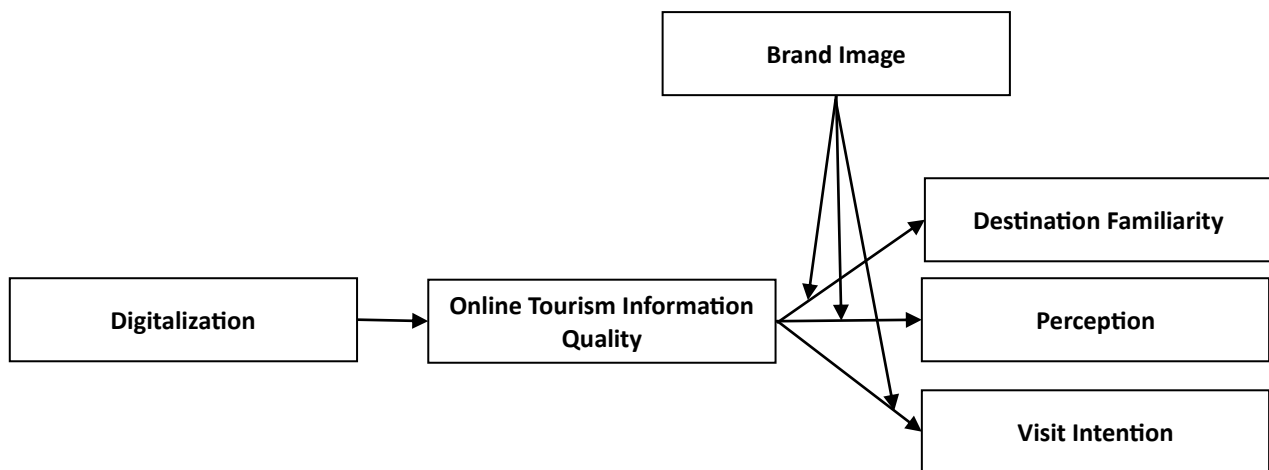 Brand Image
Destination Familiarity
Digitalization
Online Tourism Information
Quality
Perception
Visit Intention